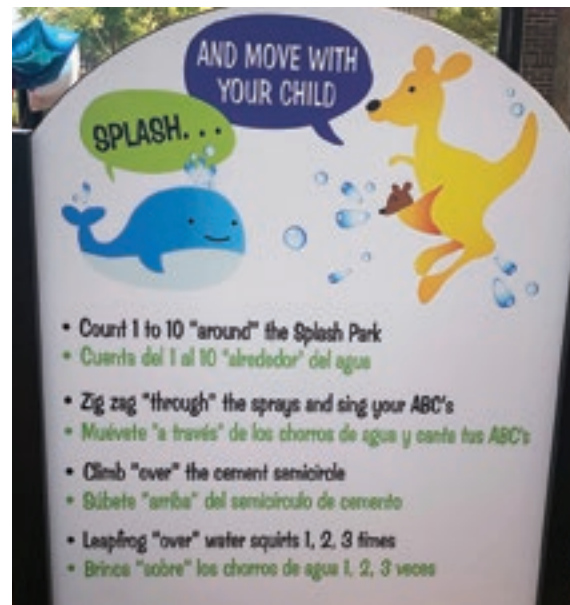 AND MOVE WITH
YOUR CHILD
SPLASH...
• Count 1 to 10 "around" the Splash Park
• Cuenta del 1 al 10 "alrededor" del agua
• Zig zag "through" the sprays and sing your ABC's
• Muévete "a través" de los chorros de agua y canta tus ABC's
• Climb "over" the cement semicircle
• Súbete "arriba" del semicirculo de cemento
• Leapfrog "over" water squirts 1, 2, 3 times
• Brinca "sobre" los chorros de agua 1, 2, 3 veces